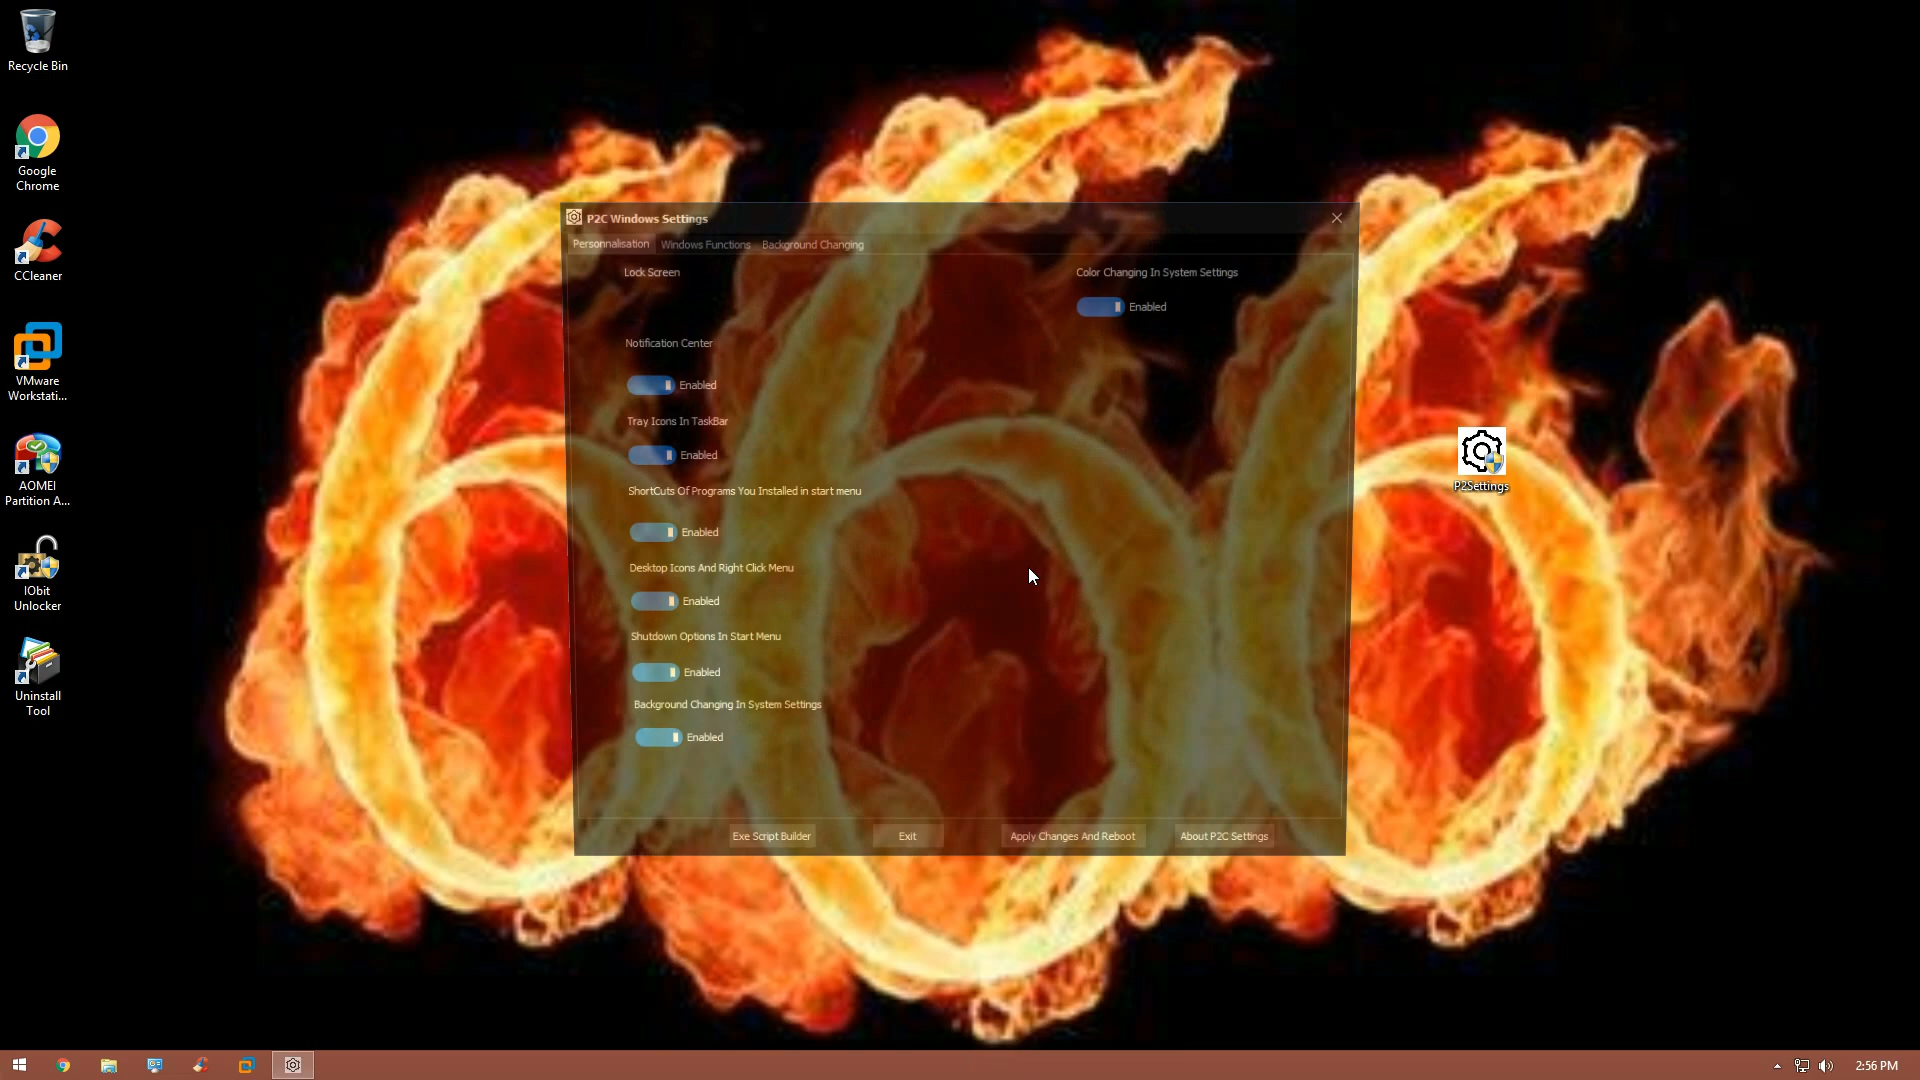 Recycle Bin
Google
Chrome
CCleaner
VMware
Workstati...
AOMEI
Partition A...
IObit
Unlocker
Uninstall
Tool
P2C Windows Settings
Personnalisation Windows Functions Background Changing
Lock Screen
Color Changing In System Settings
Enabled
Notification Center
Enabled
Tray Icons In TaskBar
Enabled
ShortCuts Of Programs You Installed in start menu
Enabled
Desktop Icons And Right Click Menu
Enabled
Shutdown Options In Start Menu
Enabled
Background Changing In System Settings
Enabled
Exe Script Builder Exit Apply Changes And Reboot About P2C Settings
P2Settings
666
2:56 PM